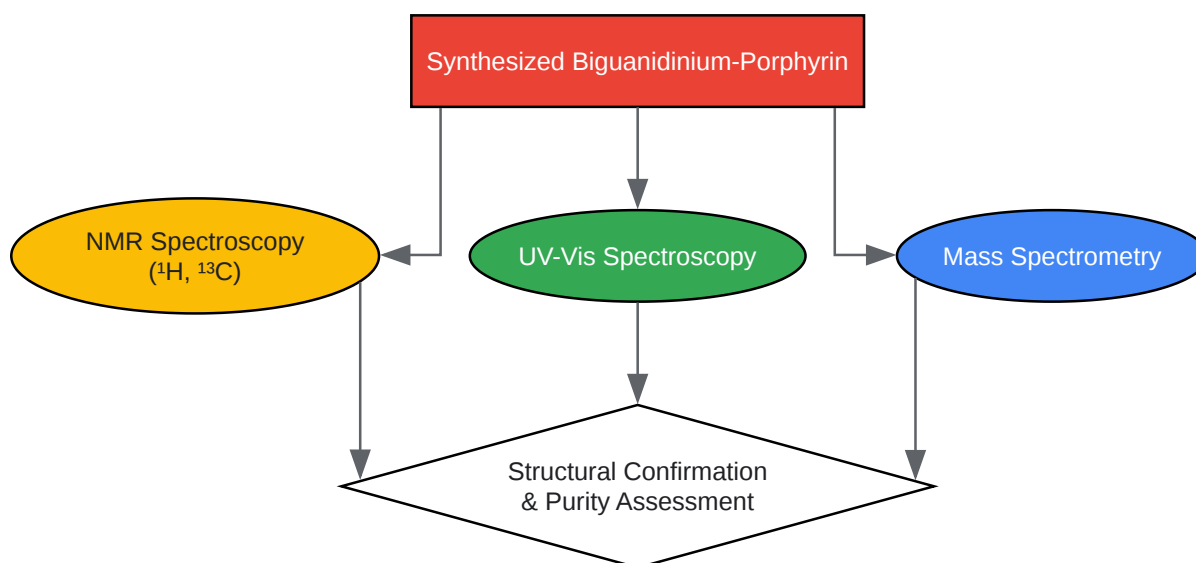 Synthesized Biguanidinium-Porphyrin
NMR Spectroscopy
(¹H, ¹³C)
UV-Vis Spectroscopy
Mass Spectrometry
Structural Confirmation
& Purity Assessment